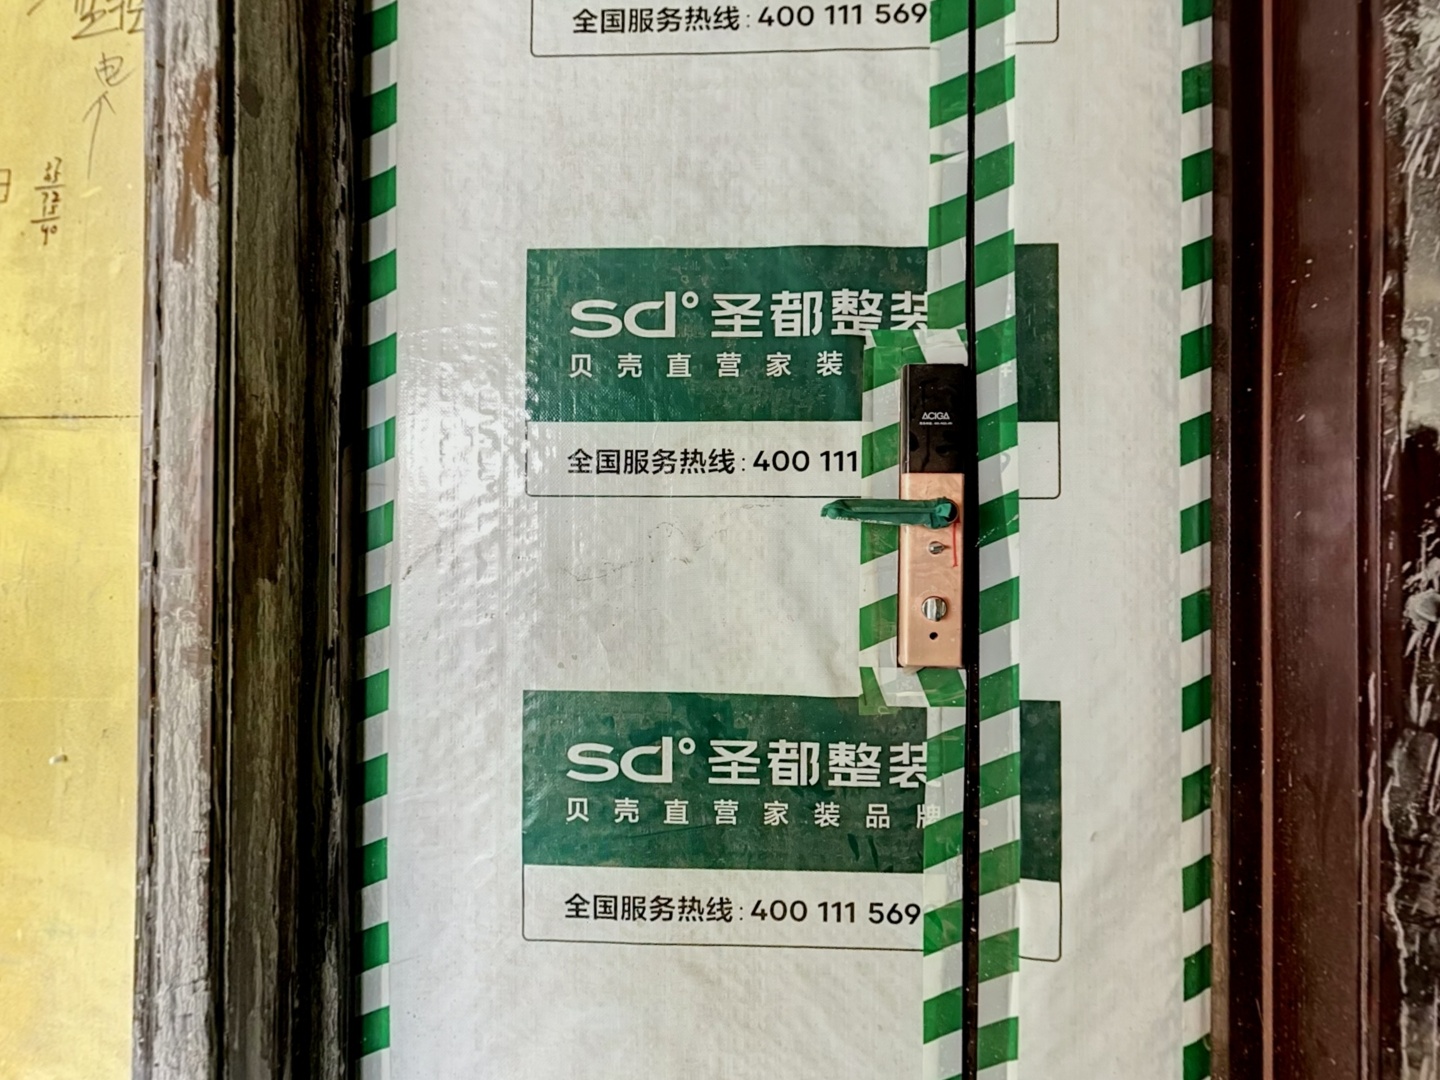 电
全国服务热线:400 111 569
sd°圣都整装
贝壳直营家装
ACIGA
全国服务热线:400 111
sd°圣都整装
贝壳直营家装品牌
全国服务热线:400 111 569